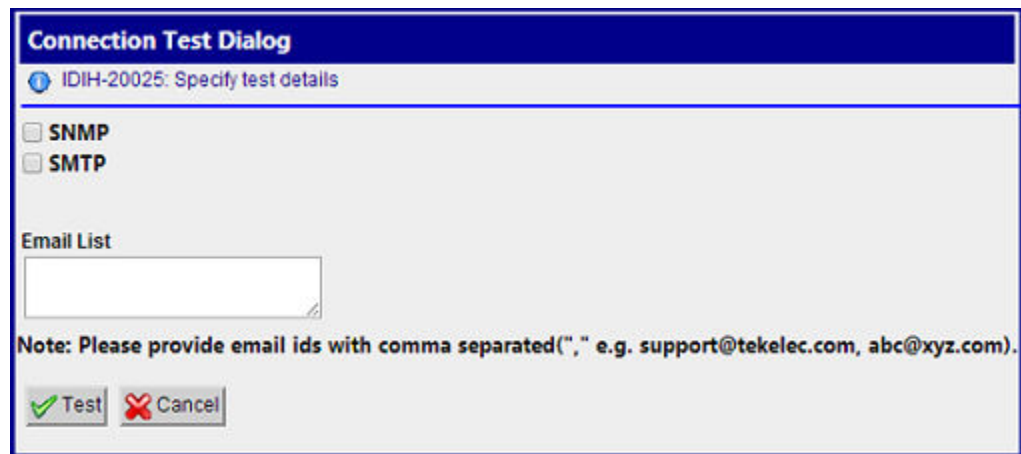 Connection Test Dialog
IDIH-20025: Specify test details
SNMP
SMTP
Email List
Note: Please provide email ids with comma separated("," e.g. support@tekelec.com, abc@xyz.com).
Test Cancel